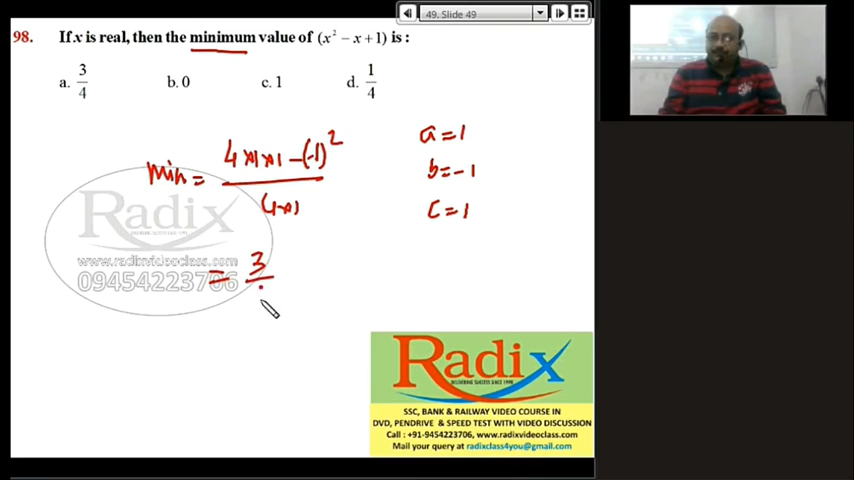 49. Slide 49
98. If x is real, then the minimum value of (x² – x + 1) is :
a. 3/4 b. 0 c. 1 d. 1/4
min = 4×1×1 – (–1)² / (4×1)
a = 1
b = –1
c = 1
= 3/
Radix
www.radixvideoclass.com
09454223706
Radix
DELIVERING SUCCESS SINCE 1998
SSC, BANK & RAILWAY VIDEO COURSE IN
DVD, PENDRIVE & SPEED TEST WITH VIDEO DISCUSSION
Call : +91-9454223706, www.radixvideoclass.com
Mail your query at radixclass4you@gmail.com